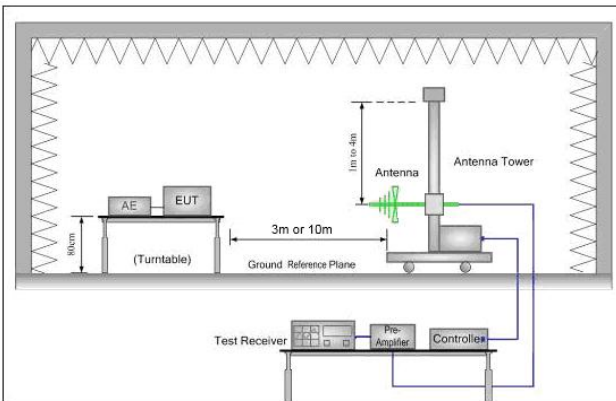 1m to 4m
Antenna
Antenna Tower
AE
EUT
80cm
(Turntable)
3m or 10m
Ground Reference Plane
Test Receiver
Pre-
Amplifier
Controller